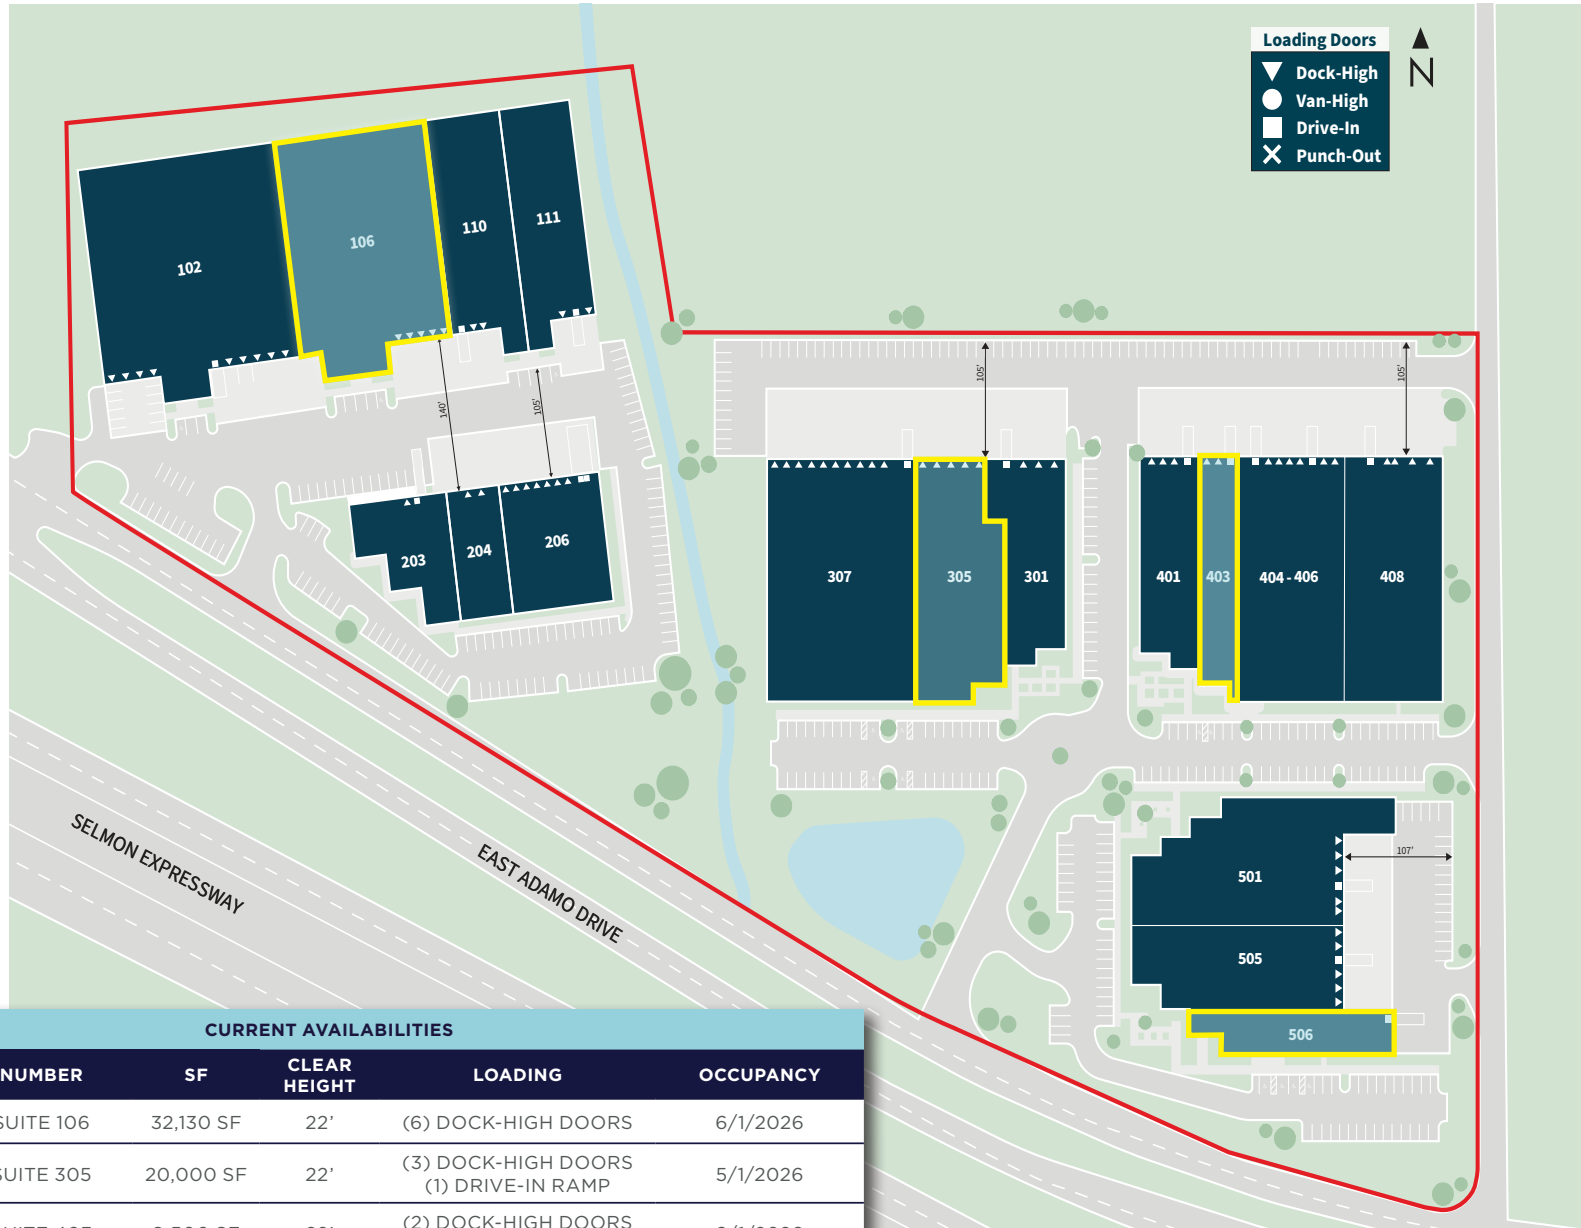 Loading Doors
Dock-High
Van-High
Drive-In
Punch-Out
N
102
106
110
111
140'
105'
203
204
206
105'
105'
307
305
301
401
403
404 - 406
408
107'
501
505
506
SELMON EXPRESSWAY
EAST ADAMO DRIVE
CURRENT AVAILABILITIES
NUMBER SF CLEAR HEIGHT LOADING OCCUPANCY
SUITE 106 32,130 SF 22' (6) DOCK-HIGH DOORS 6/1/2026
SUITE 305 20,000 SF 22' (3) DOCK-HIGH DOORS 5/1/2026
(1) DRIVE-IN RAMP
(2) DOCK-HIGH DOORS